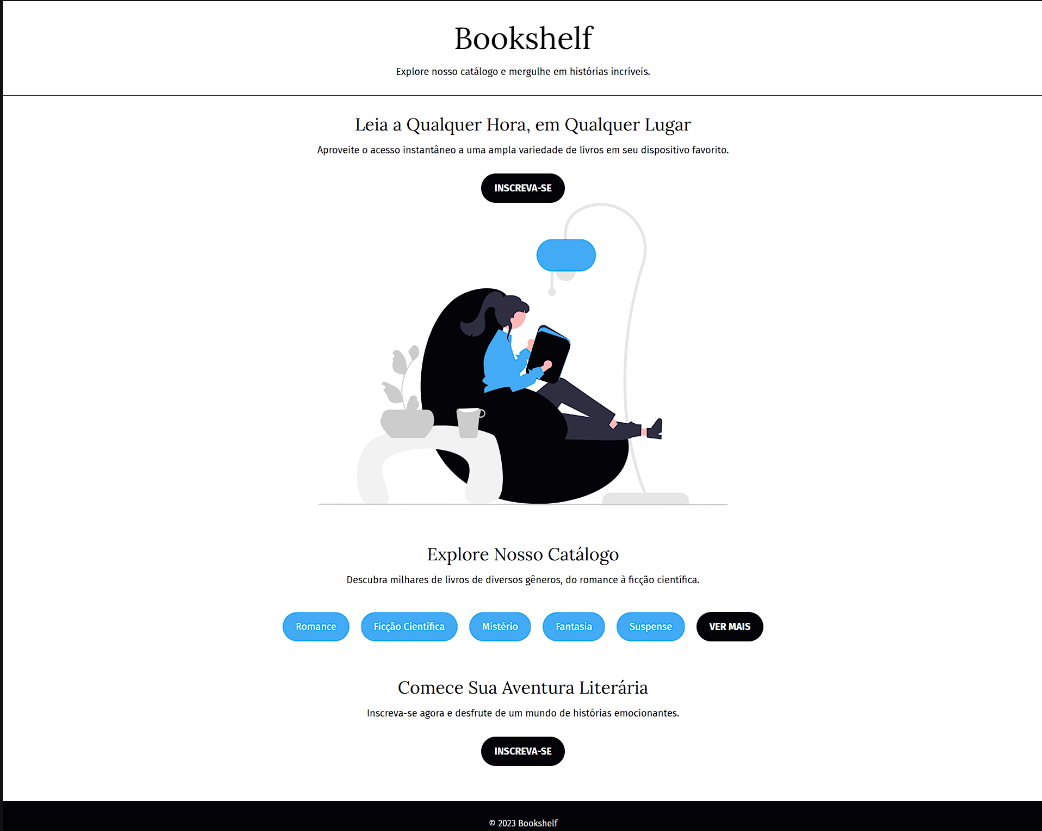 Bookshelf
Explore nosso catálogo e mergulhe em histórias incríveis.
Leia a Qualquer Hora, em Qualquer Lugar
Aproveite o acesso instantâneo a uma ampla variedade de livros em seu dispositivo favorito.
INSCREVA-SE
Explore Nosso Catálogo
Descubra milhares de livros de diversos gêneros, do romance à ficção científica.
Romance Ficção Científica Mistério Fantasia Suspense VER MAIS
Comece Sua Aventura Literária
Inscreva-se agora e desfrute de um mundo de histórias emocionantes.
INSCREVA-SE
© 2023 Bookshelf